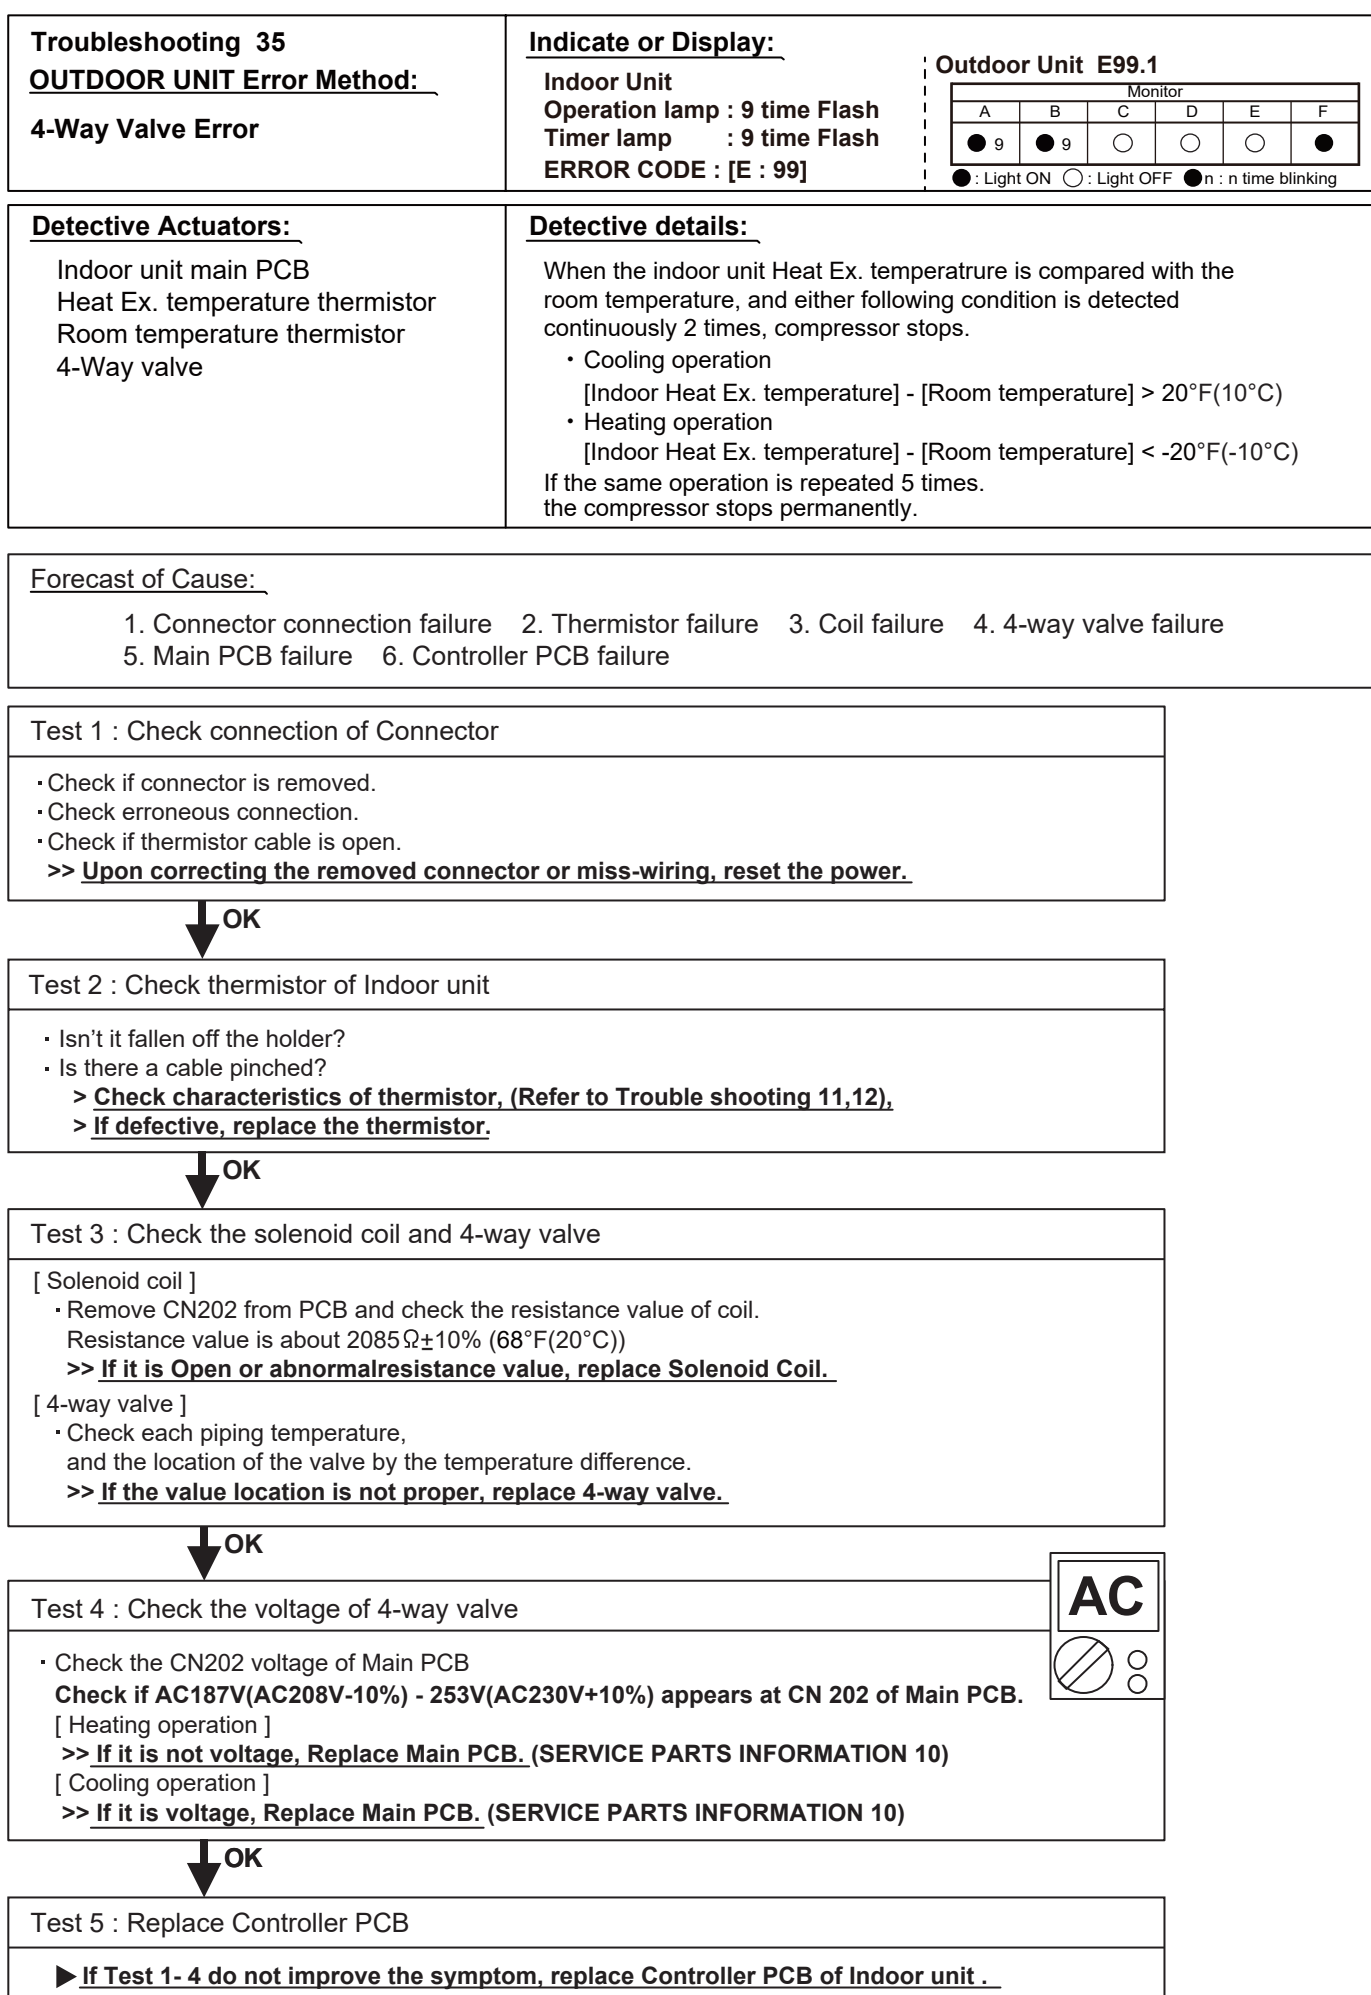 Troubleshooting 35
OUTDOOR UNIT Error Method:
4-Way Valve Error
Indicate or Display:
Indoor Unit
Operation lamp : 9 time Flash
Timer lamp : 9 time Flash
ERROR CODE : [E : 99]
Outdoor Unit E99.1
Monitor
A B C D E F
● 9 ● 9 ○ ○ ○ ●
● : Light ON ○ : Light OFF ●n : n time blinking
Detective Actuators:
Indoor unit main PCB
Heat Ex. temperature thermistor
Room temperature thermistor
4-Way valve
Detective details:
When the indoor unit Heat Ex. temperatrure is compared with the
room temperature, and either following condition is detected
continuously 2 times, compressor stops.
・Cooling operation
[Indoor Heat Ex. temperature] - [Room temperature] > 20°F(10°C)
・Heating operation
[Indoor Heat Ex. temperature] - [Room temperature] < -20°F(-10°C)
If the same operation is repeated 5 times.
the compressor stops permanently.
Forecast of Cause:
1. Connector connection failure 2. Thermistor failure 3. Coil failure 4. 4-way valve failure
5. Main PCB failure 6. Controller PCB failure
Test 1 : Check connection of Connector
・Check if connector is removed.
・Check erroneous connection.
・Check if thermistor cable is open.
>> Upon correcting the removed connector or miss-wiring, reset the power.
OK
Test 2 : Check thermistor of Indoor unit
・Isn’t it fallen off the holder?
・Is there a cable pinched?
> Check characteristics of thermistor, (Refer to Trouble shooting 11,12),
> If defective, replace the thermistor.
OK
Test 3 : Check the solenoid coil and 4-way valve
[ Solenoid coil ]
・Remove CN202 from PCB and check the resistance value of coil.
Resistance value is about 2085Ω±10% (68°F(20°C))
>> If it is Open or abnormalresistance value, replace Solenoid Coil.
[ 4-way valve ]
・Check each piping temperature,
and the location of the valve by the temperature difference.
>> If the value location is not proper, replace 4-way valve.
OK
AC
Test 4 : Check the voltage of 4-way valve
・Check the CN202 voltage of Main PCB
Check if AC187V(AC208V-10%) - 253V(AC230V+10%) appears at CN 202 of Main PCB.
[ Heating operation ]
>> If it is not voltage, Replace Main PCB. (SERVICE PARTS INFORMATION 10)
[ Cooling operation ]
>> If it is voltage, Replace Main PCB. (SERVICE PARTS INFORMATION 10)
OK
Test 5 : Replace Controller PCB
▶If Test 1- 4 do not improve the symptom, replace Controller PCB of Indoor unit .